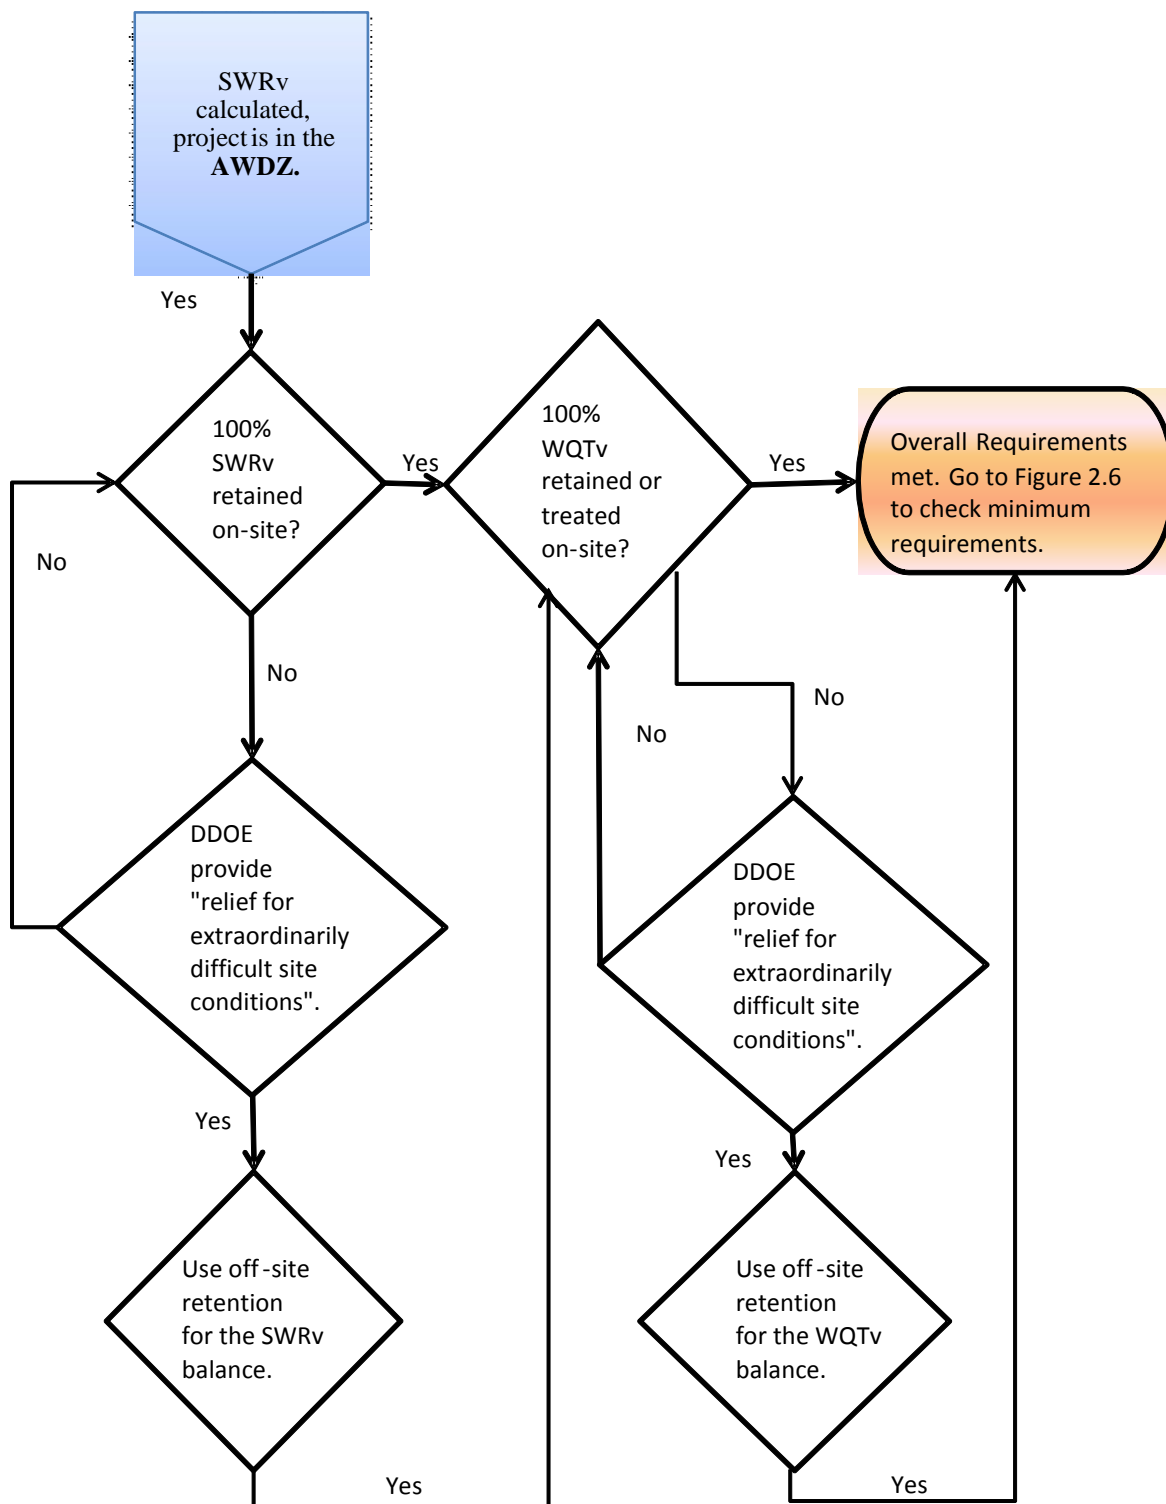 SWRv
calculated,
project is in the
AWDZ.
Yes
100%
SWRv
retained
on-site?
Yes
100%
WQTv
retained or
treated
on-site?
Yes
Overall Requirements
met. Go to Figure 2.6
to check minimum
requirements.
No
No
No
No
DDOE
provide
"relief for
extraordinarily
difficult site
conditions".
DDOE
provide
"relief for
extraordinarily
difficult site
conditions".
Yes
Yes
Use off-site
retention
for the SWRv
balance.
Use off-site
retention
for the WQTv
balance.
Yes
Yes